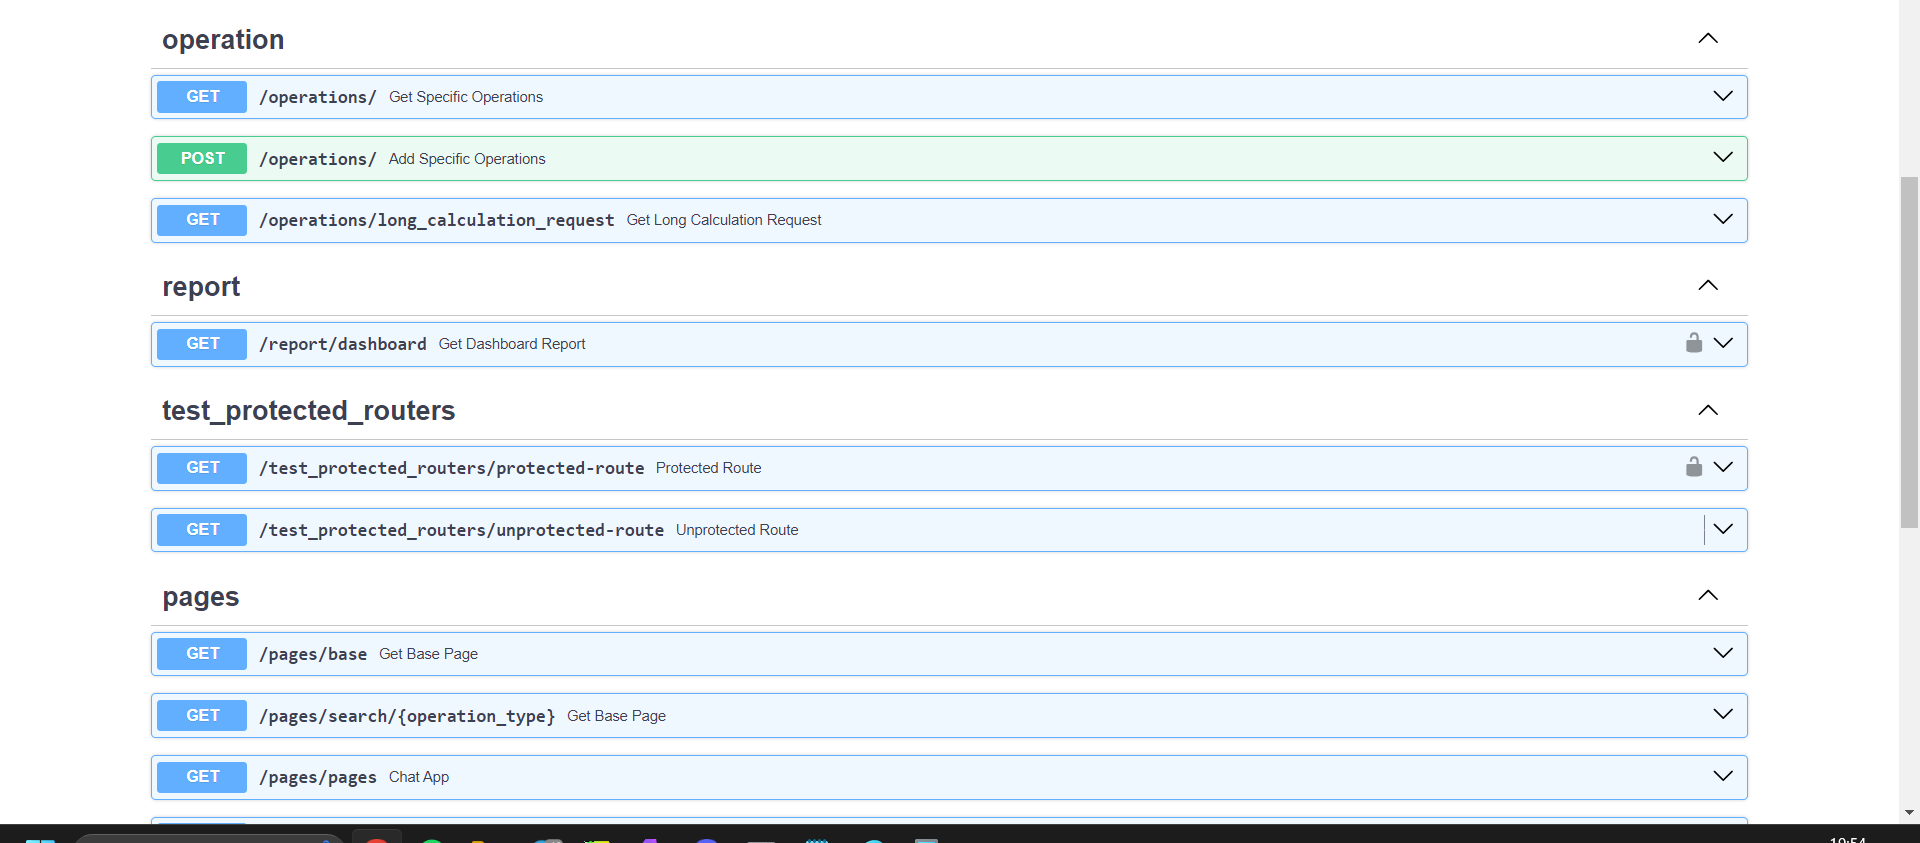 operation
GET /operations/ Get Specific Operations
POST /operations/ Add Specific Operations
GET /operations/long_calculation_request Get Long Calculation Request
report
GET /report/dashboard Get Dashboard Report
test_protected_routers
GET /test_protected_routers/protected-route Protected Route
GET /test_protected_routers/unprotected-route Unprotected Route
pages
GET /pages/base Get Base Page
GET /pages/search/{operation_type} Get Base Page
GET /pages/pages Chat App